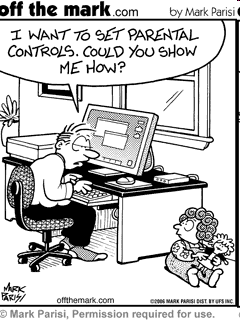 off the mark.com by Mark Parisi
I WANT TO SET PARENTAL
CONTROLS. COULD YOU SHOW
ME HOW?
MARK
PARISI
offthemark.com ©2006 MARK PARISI DIST. BY UFS INC.
© Mark Parisi, Permission required for use.